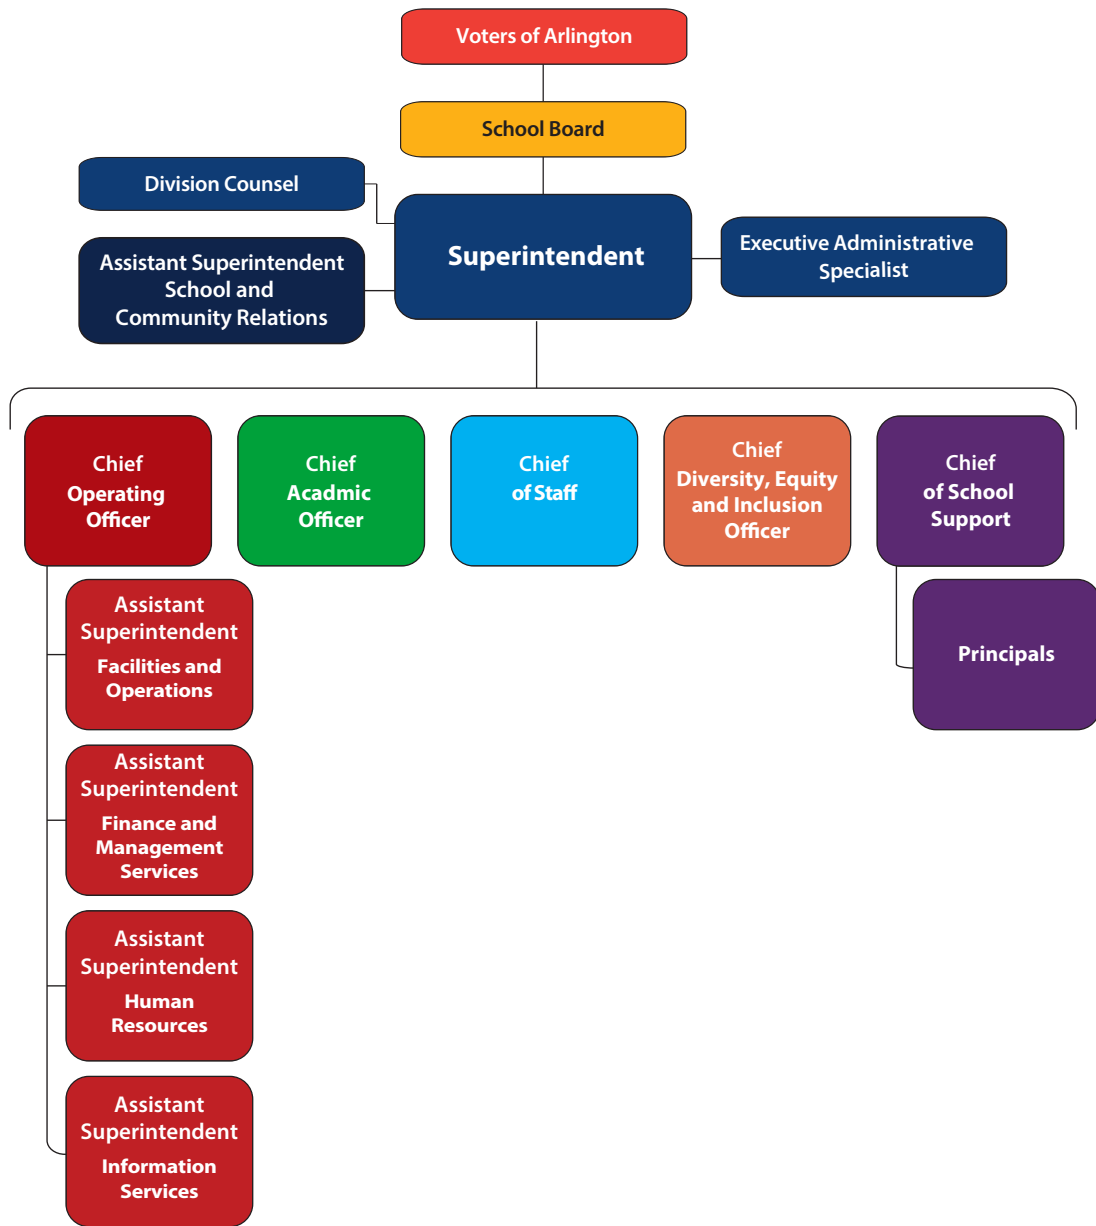 Voters of Arlington
School Board
Division Counsel
Superintendent
Executive Administrative
Specialist
Assistant Superintendent
School and
Community Relations
Chief
Operating
Officer
Chief
Acadmic
Officer
Chief
of Staff
Chief
Diversity, Equity
and Inclusion
Officer
Chief
of School
Support
Assistant
Superintendent
Facilities and
Operations
Principals
Assistant
Superintendent
Finance and
Management
Services
Assistant
Superintendent
Human
Resources
Assistant
Superintendent
Information
Services